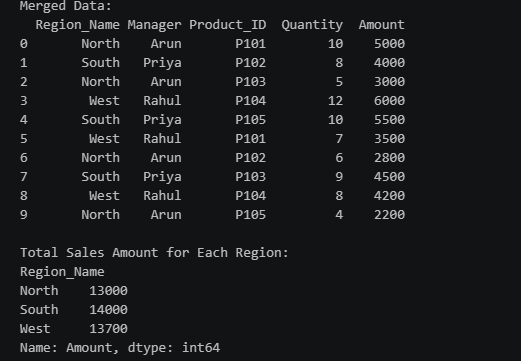 Merged Data:
  Region_Name Manager Product_ID  Quantity  Amount
0       North    Arun       P101        10    5000
1       South   Priya       P102         8    4000
2       North    Arun       P103         5    3000
3        West   Rahul       P104        12    6000
4       South   Priya       P105        10    5500
5        West   Rahul       P101         7    3500
6       North    Arun       P102         6    2800
7       South   Priya       P103         9    4500
8        West   Rahul       P104         8    4200
9       North    Arun       P105         4    2200

Total Sales Amount for Each Region:
Region_Name
North    13000
South    14000
West     13700
Name: Amount, dtype: int64